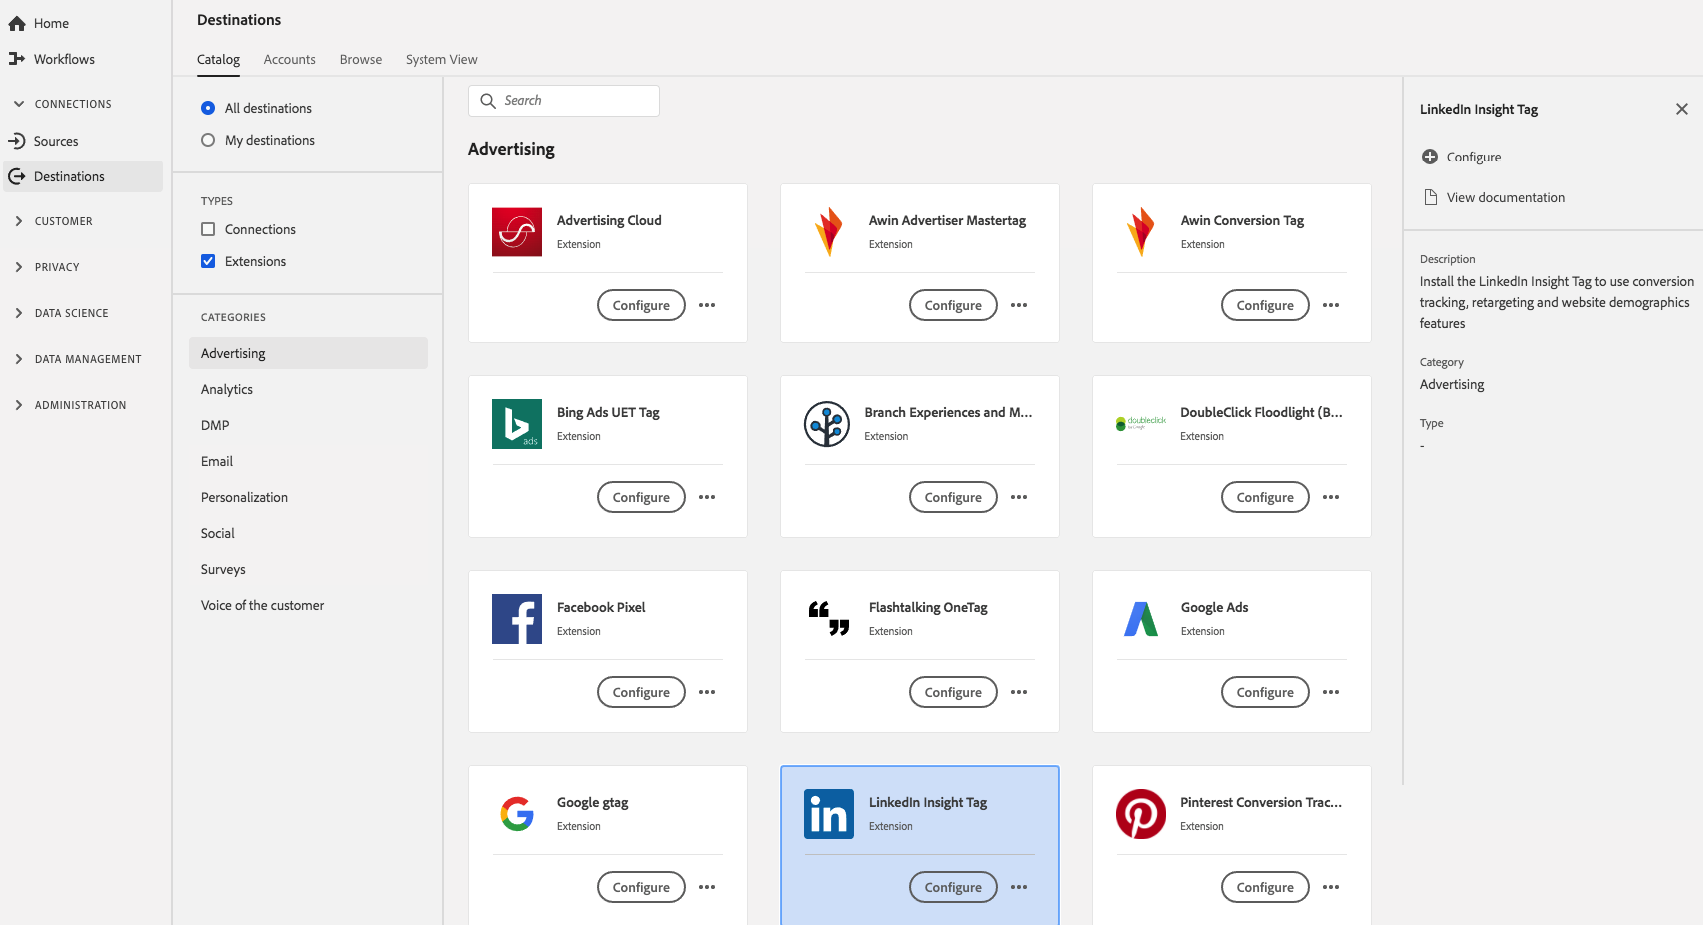 Home
Workflows
CONNECTIONS
Sources
Destinations
CUSTOMER
PRIVACY
DATA SCIENCE
DATA MANAGEMENT
ADMINISTRATION
Destinations
Catalog Accounts Browse System View
All destinations
My destinations
TYPES
Connections
Extensions
CATEGORIES
Advertising
Analytics
DMP
Email
Personalization
Social
Surveys
Voice of the customer
Search
Advertising
Advertising Cloud
Extension
Configure
Awin Advertiser Mastertag
Extension
Configure
Awin Conversion Tag
Extension
Configure
ads
Bing Ads UET Tag
Extension
Configure
Branch Experiences and M...
Extension
Configure
doubleclick
DoubleClick Floodlight (B...
Extension
Configure
Facebook Pixel
Extension
Configure
Flashtalking OneTag
Extension
Configure
Google Ads
Extension
Configure
Google gtag
Extension
Configure
in
LinkedIn Insight Tag
Extension
Configure
Pinterest Conversion Trac...
Extension
Configure
LinkedIn Insight Tag
Configure
View documentation
Description
Install the LinkedIn Insight Tag to use conversion
tracking, retargeting and website demographics
features
Category
Advertising
Type
-